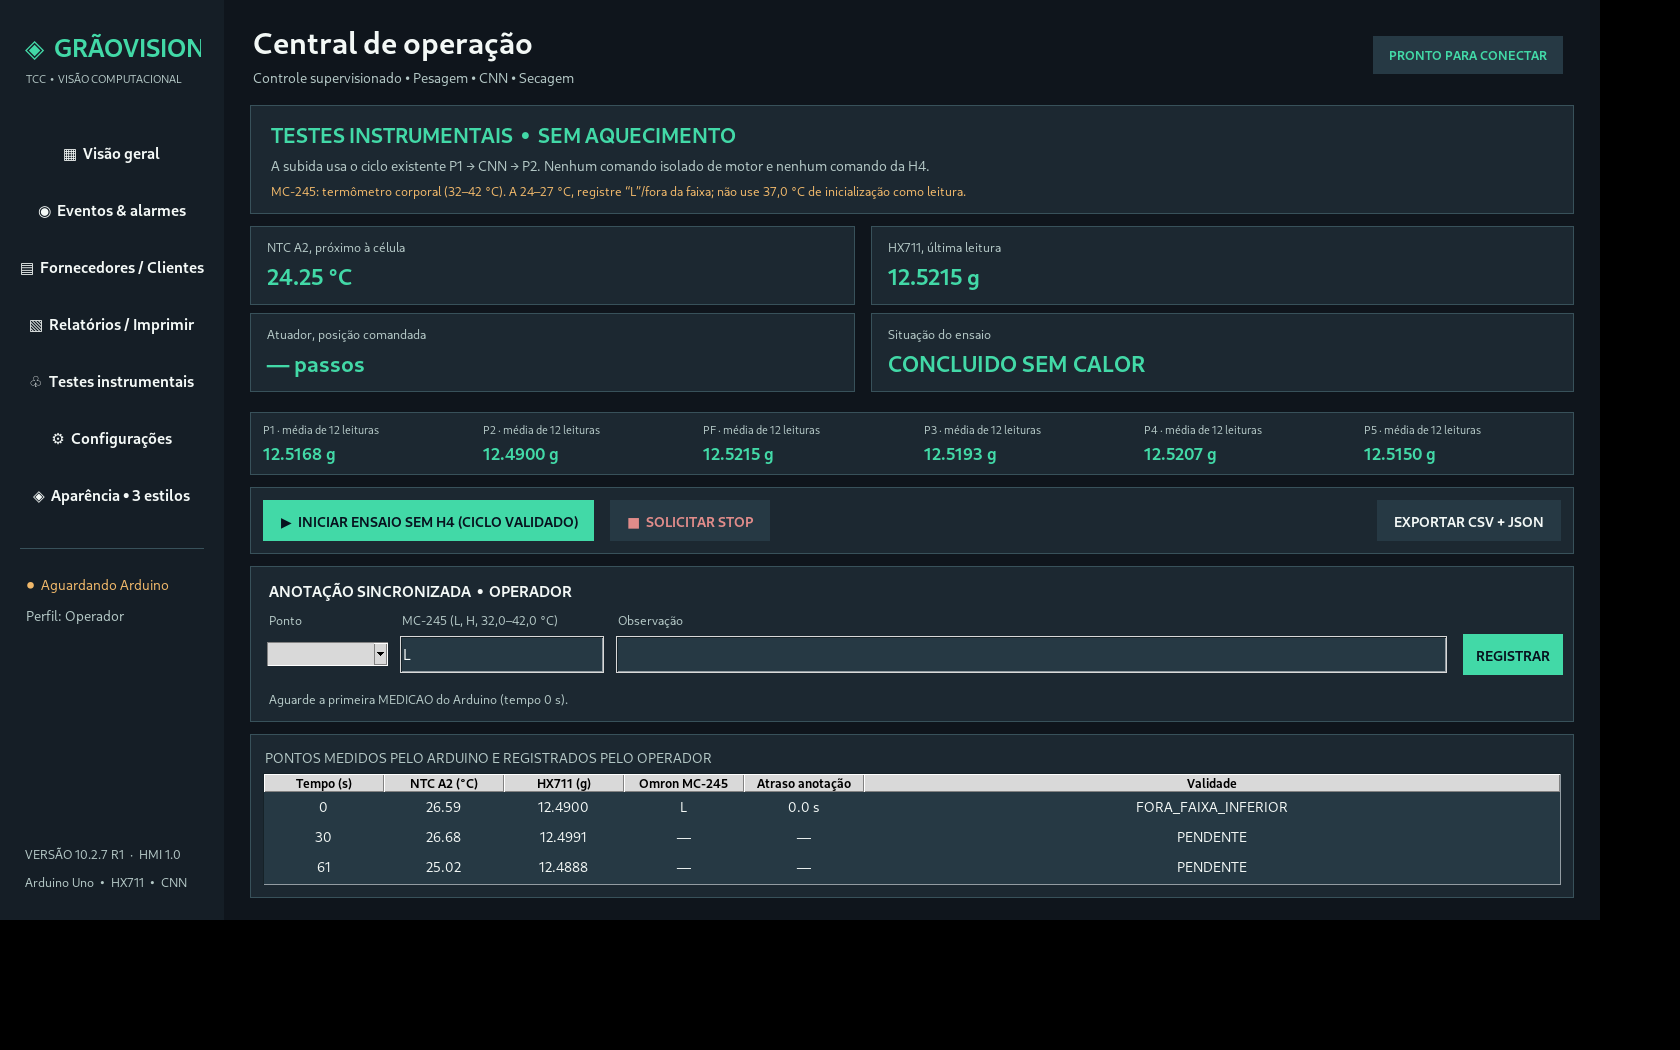 ◈ GRÃOVISION
TCC • VISÃO COMPUTACIONAL
▦ Visão geral
◉ Eventos & alarmes
▤ Fornecedores / Clientes
▧ Relatórios / Imprimir
♧ Testes instrumentais
⚙ Configurações
◈ Aparência • 3 estilos
● Aguardando Arduino
Perfil: Operador
VERSÃO 10.2.7 R1 · HMI 1.0
Arduino Uno • HX711 • CNN
Central de operação
Controle supervisionado • Pesagem • CNN • Secagem
PRONTO PARA CONECTAR
TESTES INSTRUMENTAIS • SEM AQUECIMENTO
A subida usa o ciclo existente P1 → CNN → P2. Nenhum comando isolado de motor e nenhum comando da H4.
MC-245: termômetro corporal (32–42 °C). A 24–27 °C, registre “L”/fora da faixa; não use 37,0 °C de inicialização como leitura.
NTC A2, próximo à célula
24.25 °C
HX711, última leitura
12.5215 g
Atuador, posição comandada
— passos
Situação do ensaio
CONCLUIDO SEM CALOR
P1 · média de 12 leituras
12.5168 g
P2 · média de 12 leituras
12.4900 g
PF · média de 12 leituras
12.5215 g
P3 · média de 12 leituras
12.5193 g
P4 · média de 12 leituras
12.5207 g
P5 · média de 12 leituras
12.5150 g
▶ INICIAR ENSAIO SEM H4 (CICLO VALIDADO)
■ SOLICITAR STOP
EXPORTAR CSV + JSON
ANOTAÇÃO SINCRONIZADA • OPERADOR
Ponto
MC-245 (L, H, 32,0–42,0 °C)
Observação
L
REGISTRAR
Aguarde a primeira MEDICAO do Arduino (tempo 0 s).
PONTOS MEDIDOS PELO ARDUINO E REGISTRADOS PELO OPERADOR
Tempo (s) NTC A2 (°C) HX711 (g) Omron MC-245 Atraso anotação Validade
0 26.59 12.4900 L 0.0 s FORA_FAIXA_INFERIOR
30 26.68 12.4991 — — PENDENTE
61 25.02 12.4888 — — PENDENTE